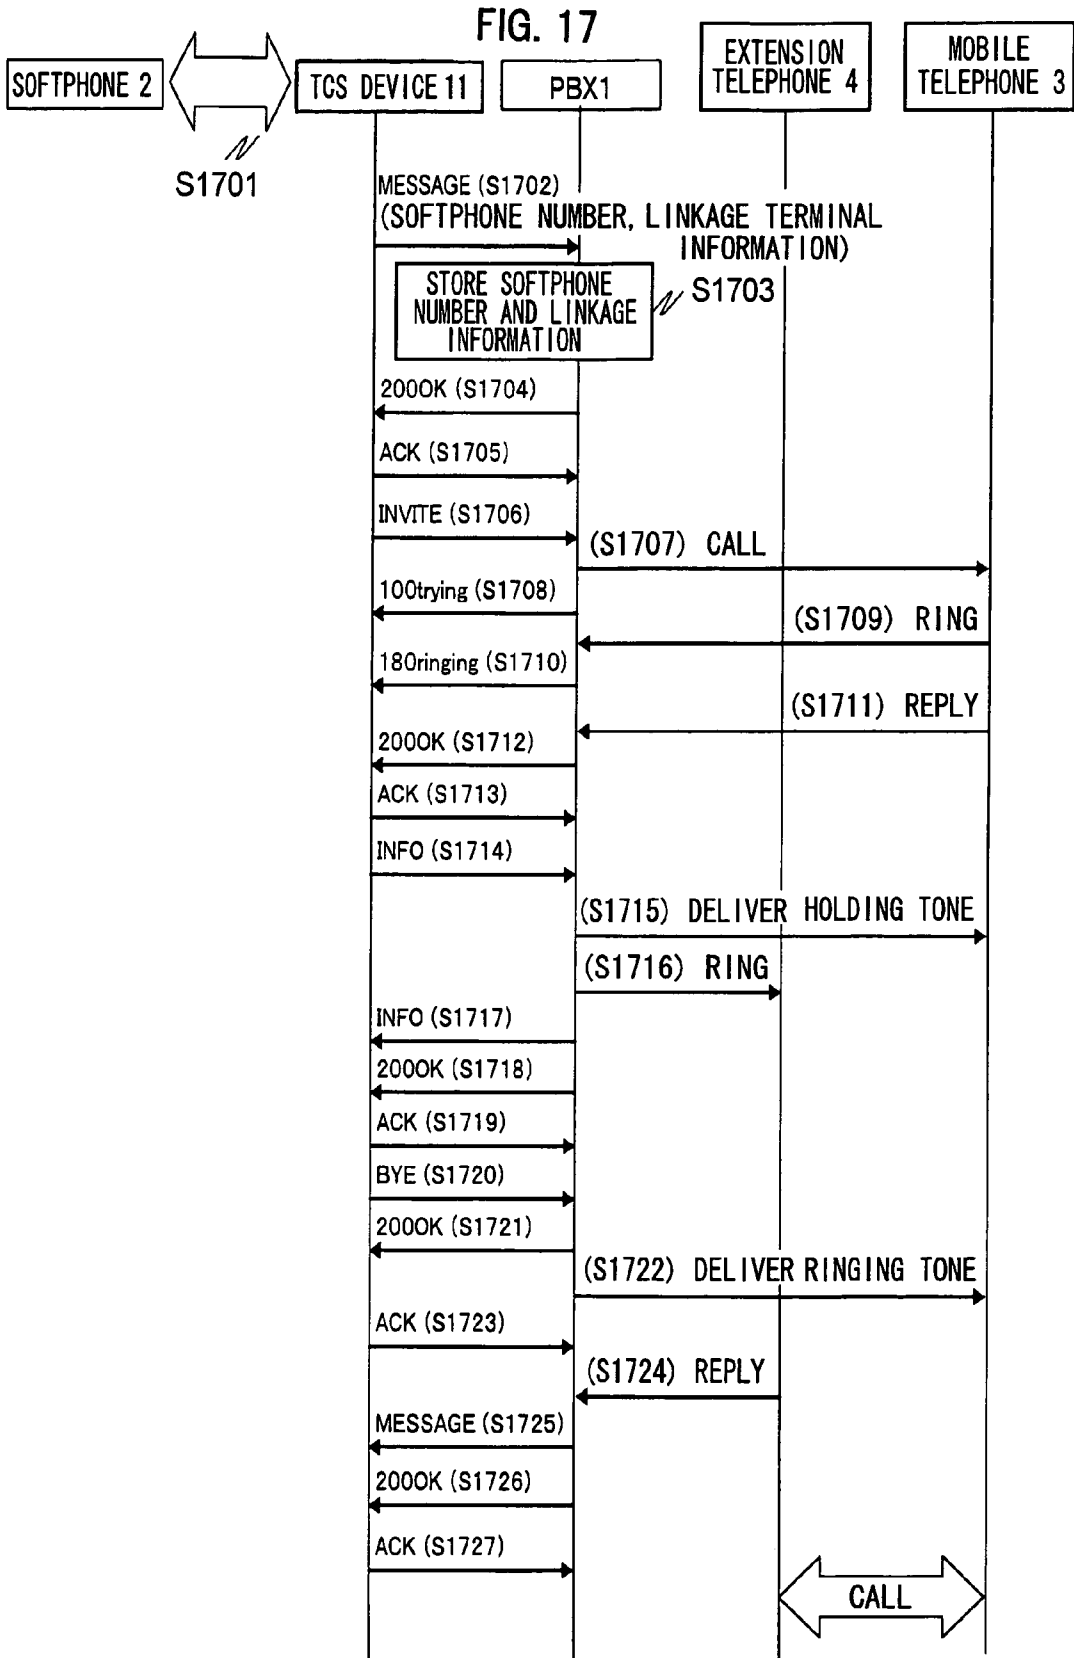 FIG. 17
SOFTPHONE 2
TCS DEVICE 11
PBX1
EXTENSION
TELEPHONE 4
MOBILE
TELEPHONE 3
S1701
MESSAGE (S1702)
(SOFTPHONE NUMBER, LINKAGE TERMINAL
INFORMATION)
STORE SOFTPHONE
NUMBER AND LINKAGE
INFORMATION
S1703
200OK (S1704)
ACK (S1705)
INVITE (S1706)
(S1707) CALL
100trying (S1708)
(S1709) RING
180ringing (S1710)
(S1711) REPLY
200OK (S1712)
ACK (S1713)
INFO (S1714)
(S1715) DELIVER HOLDING TONE
(S1716) RING
INFO (S1717)
200OK (S1718)
ACK (S1719)
BYE (S1720)
200OK (S1721)
(S1722) DELIVER RINGING TONE
ACK (S1723)
(S1724) REPLY
MESSAGE (S1725)
200OK (S1726)
ACK (S1727)
CALL